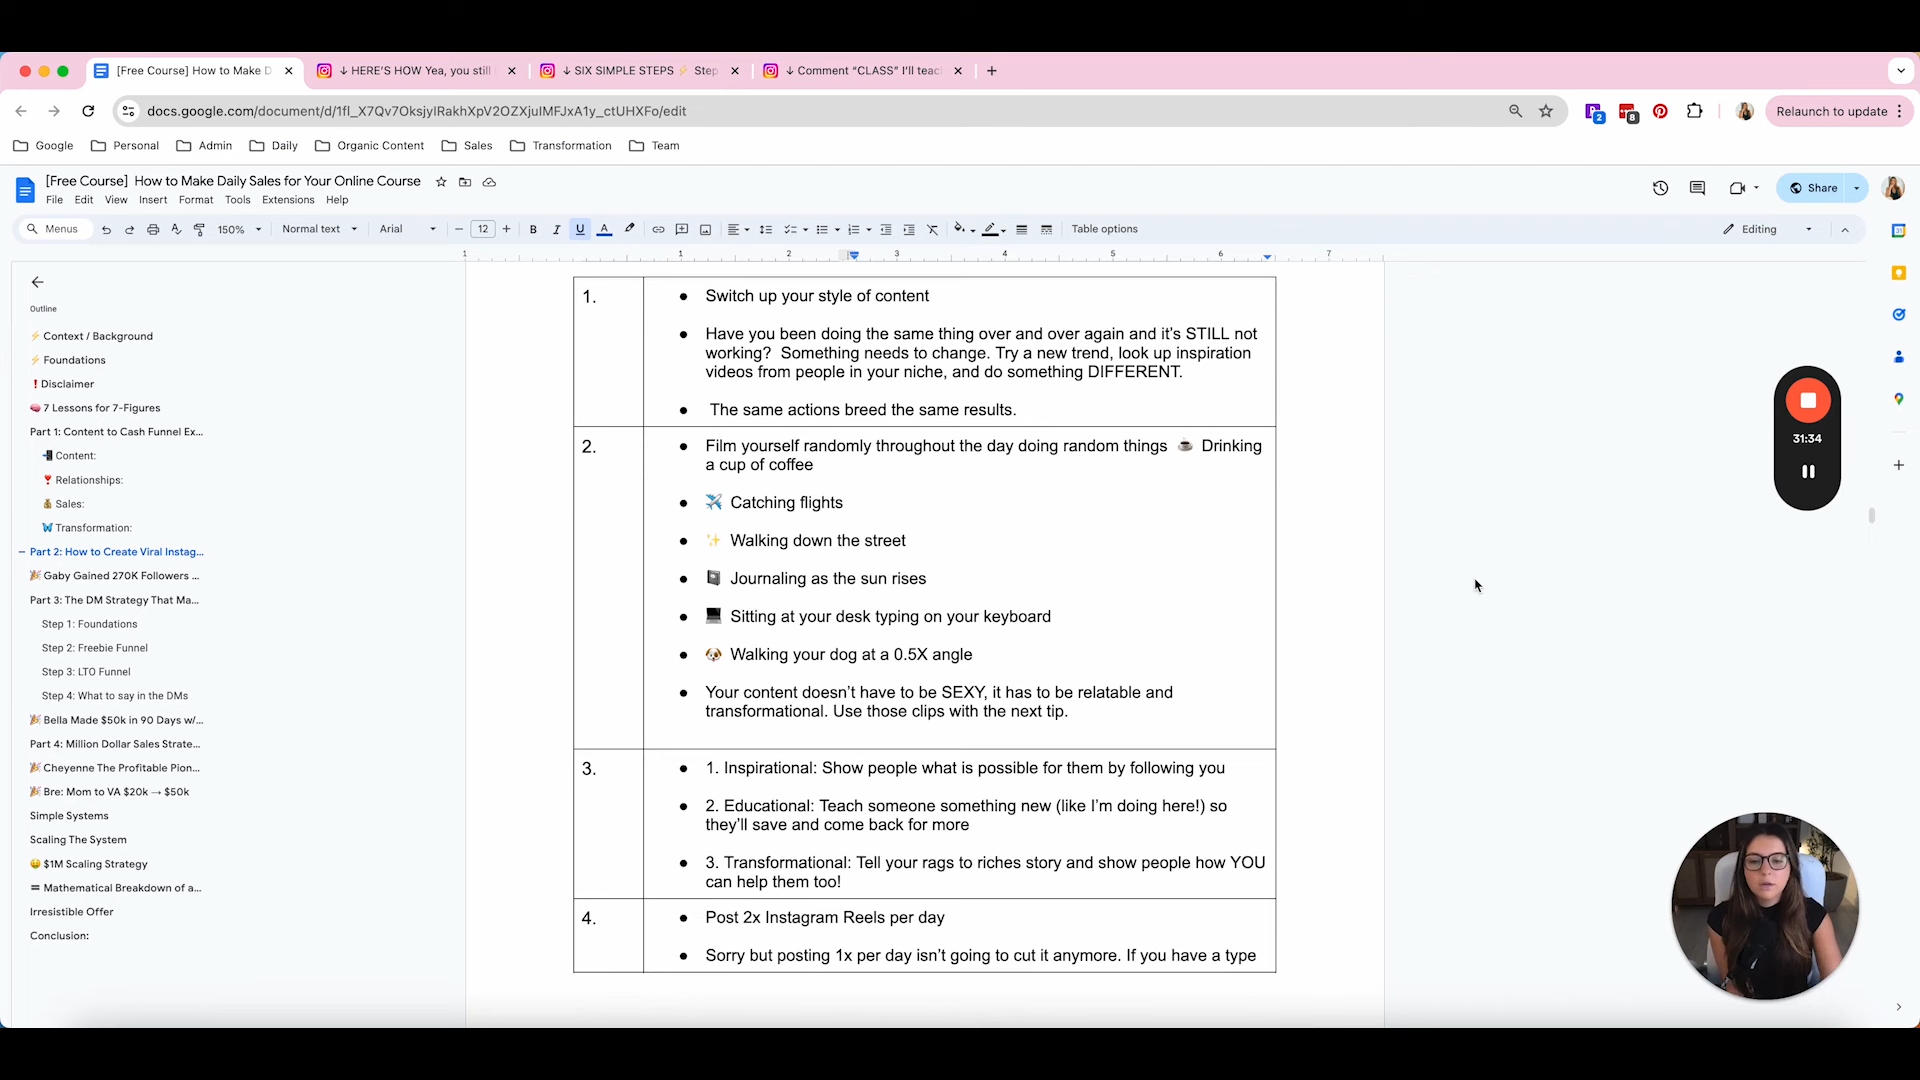 [Free Course] How to Make D
↓ HERE'S HOW Yea, you still
↓ SIX SIMPLE STEPS ⚡ Step
↓ Comment “CLASS” I'll teac
docs.google.com/document/d/1fI_X7Qv7OksjyIRakhXpV2OZXjuIMFJxA1y_ctUHXFo/edit
2
8
Relaunch to update
Google
Personal
Admin
Daily
Organic Content
Sales
Transformation
Team
[Free Course] How to Make Daily Sales for Your Online Course
File Edit View Insert Format Tools Extensions Help
Share
Menus
150%
Normal text
Arial
12
Table options
Editing
1 1 2 3 4 5 6 7
Outline
⚡ Context / Background
⚡ Foundations
❗Disclaimer
🧠 7 Lessons for 7-Figures
Part 1: Content to Cash Funnel Ex...
📲 Content:
❣️ Relationships:
💰 Sales:
🦋 Transformation:
Part 2: How to Create Viral Instag...
🎉 Gaby Gained 270K Followers ...
Part 3: The DM Strategy That Ma...
Step 1: Foundations
Step 2: Freebie Funnel
Step 3: LTO Funnel
Step 4: What to say in the DMs
🎉 Bella Made $50k in 90 Days w/...
Part 4: Million Dollar Sales Strate...
🎉 Cheyenne The Profitable Pion...
🎉 Bre: Mom to VA $20k → $50k
Simple Systems
Scaling The System
🤑 $1M Scaling Strategy
🟰 Mathematical Breakdown of a...
Irresistible Offer
Conclusion:
1.
● Switch up your style of content
● Have you been doing the same thing over and over again and it's STILL not
working? Something needs to change. Try a new trend, look up inspiration
videos from people in your niche, and do something DIFFERENT.
● The same actions breed the same results.
2.
● Film yourself randomly throughout the day doing random things ☕ Drinking
a cup of coffee
● ✈️ Catching flights
● ✨ Walking down the street
● 📓 Journaling as the sun rises
● 💻 Sitting at your desk typing on your keyboard
● 🐶 Walking your dog at a 0.5X angle
● Your content doesn't have to be SEXY, it has to be relatable and
transformational. Use those clips with the next tip.
3.
● 1. Inspirational: Show people what is possible for them by following you
● 2. Educational: Teach someone something new (like I'm doing here!) so
they'll save and come back for more
● 3. Transformational: Tell your rags to riches story and show people how YOU
can help them too!
4.
● Post 2x Instagram Reels per day
● Sorry but posting 1x per day isn't going to cut it anymore. If you have a type
31:34